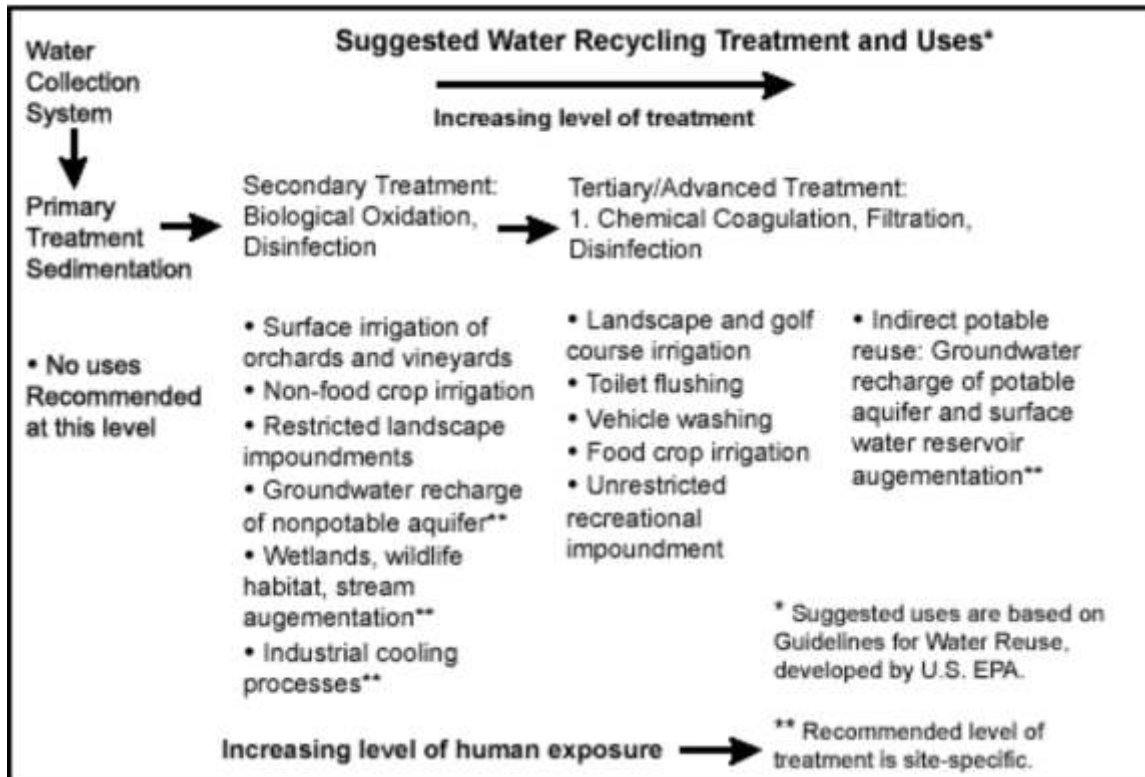 Water
Collection
System
Suggested Water Recycling Treatment and Uses*
Increasing level of treatment
Primary
Treatment
Sedimentation
Secondary Treatment:
Biological Oxidation,
Disinfection
Tertiary/Advanced Treatment:
1. Chemical Coagulation, Filtration,
Disinfection
• No uses
Recommended
at this level
• Surface irrigation of
orchards and vineyards
• Non-food crop irrigation
• Restricted landscape
impoundments
• Groundwater recharge
of nonpotable aquifer**
• Wetlands, wildlife
habitat, stream
augementation**
• Industrial cooling
processes**
• Landscape and golf
course irrigation
• Toilet flushing
• Vehicle washing
• Food crop irrigation
• Unrestricted
recreational
impoundment
• Indirect potable
reuse: Groundwater
recharge of potable
aquifer and surface
water reservoir
augementation**
* Suggested uses are based on
Guidelines for Water Reuse,
developed by U.S. EPA.
Increasing level of human exposure
** Recommended level of
treatment is site-specific.